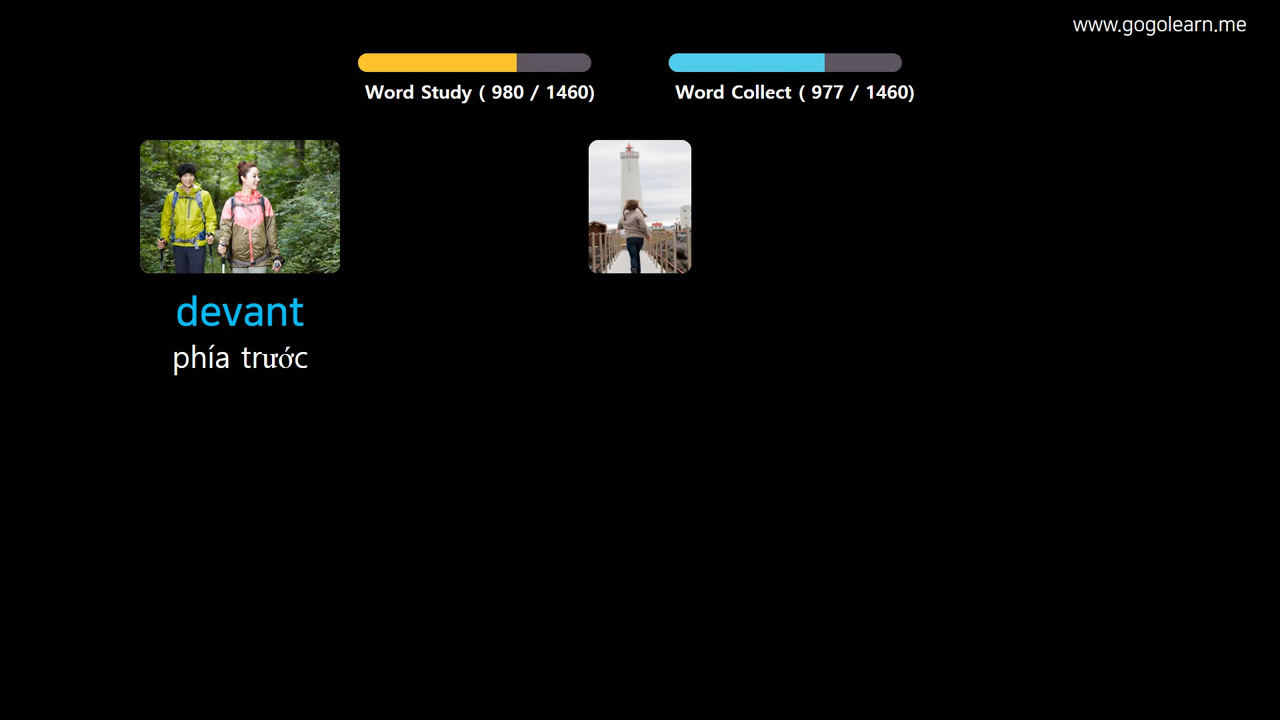 www.gogolearn.me
Word Study ( 980 / 1460)
Word Collect ( 977 / 1460)
devant
phía trước